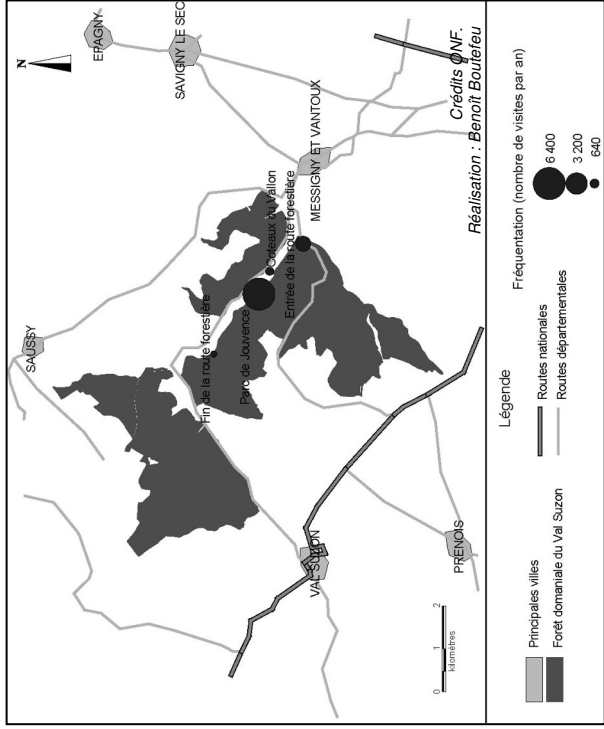 N
EPAGNY
SAVIGNY LE SEC
SAUSSY
MESSIGNY ET VANTOUX
Coteaux du Vallon
Entrée de la route forestière
Parc de Jouvence
Fin de la route forestière
VAL SUZON
PRENOIS
0 1 2
kilomètres
Crédits ONF.
Réalisation : Benoît Boutefeu
Légende
Principales villes
Forêt domaniale du Val Suzon
Routes nationales
Routes départementales
Fréquentation (nombre de visites par an)
6 400
3 200
640